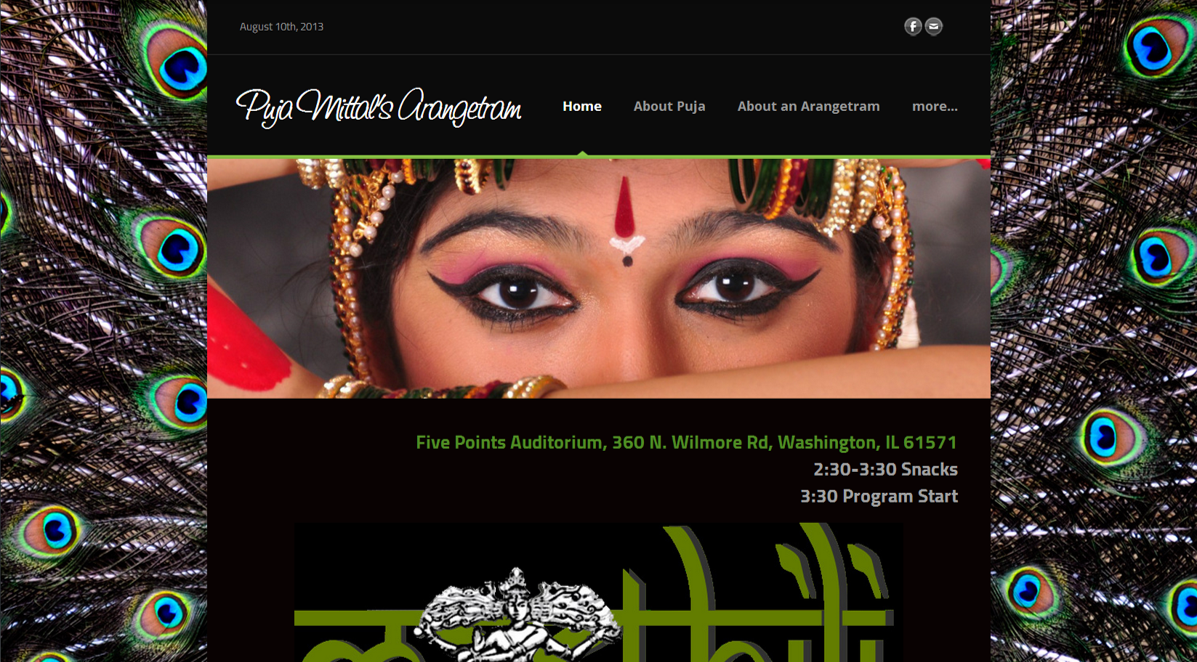 August 10th, 2013
Puja Mittal's Arangetram
Home
About Puja
About an Arangetram
more...
Five Points Auditorium, 360 N. Wilmore Rd, Washington, IL 61571
2:30-3:30 Snacks
3:30 Program Start